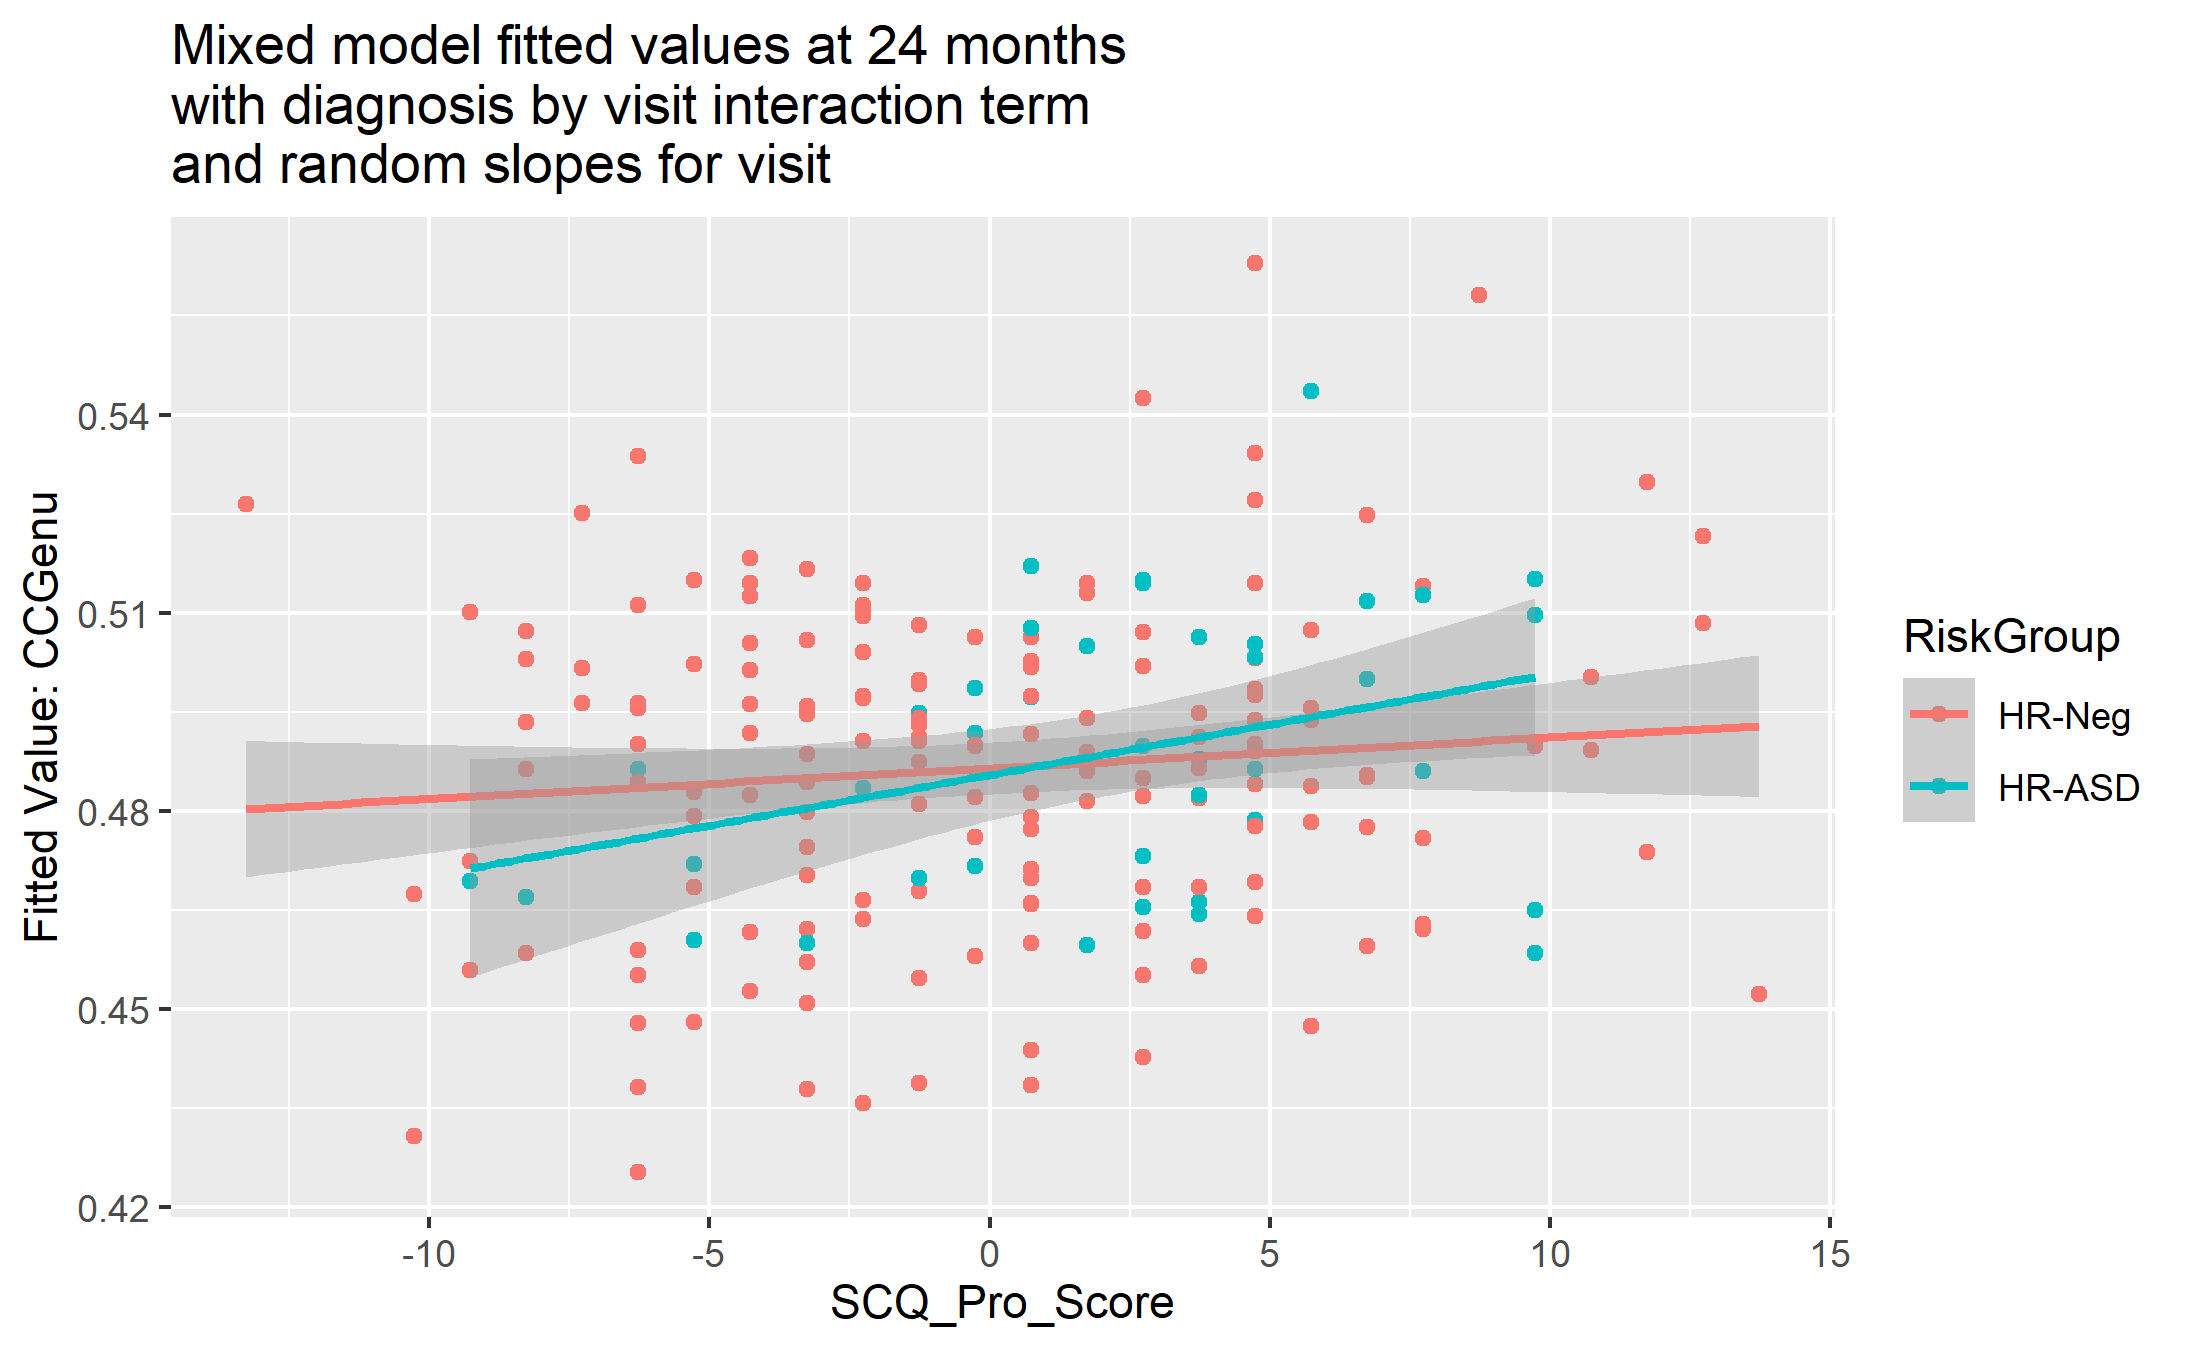 Mixed model fitted values at 24 months
with diagnosis by visit interaction term
and random slopes for visit
Fitted Value: CCGenu
0.54
0.51
0.48
0.45
0.42
-10
-5
0
5
10
15
SCQ_Pro_Score
RiskGroup
HR-Neg
HR-ASD